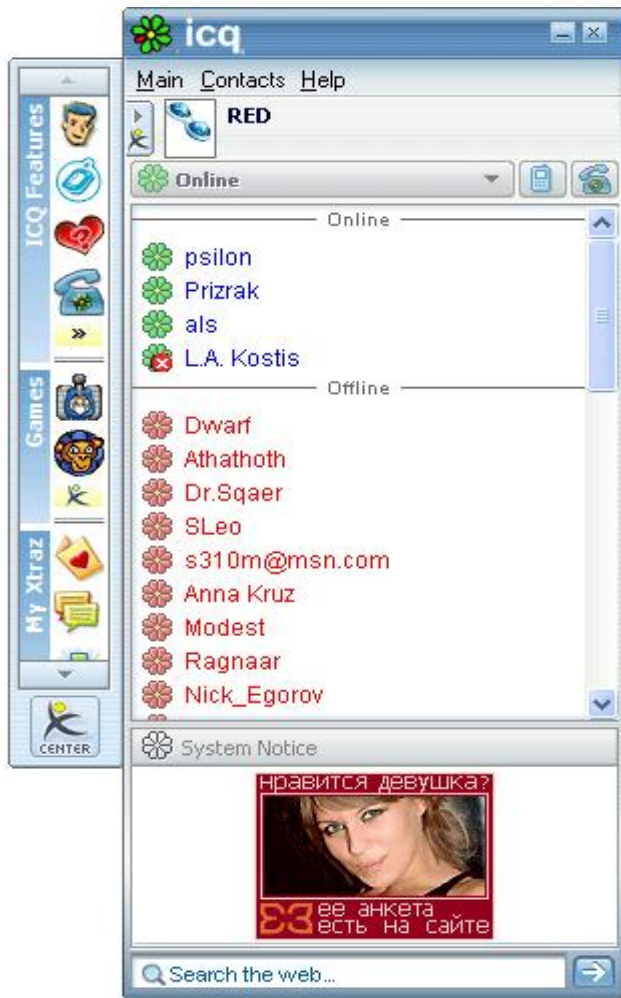 icq
Main Contacts Help
RED
Online
ICQ Features
Games
My Xtraz
CENTER
Online
psilon
Prizrak
als
L.A. Kostis
Offline
Dwarf
Athathoth
Dr.Sqaer
SLeo
s310m@msn.com
Anna Kruz
Modest
Ragnaar
Nick_Egorov
System Notice
нравится девушка?
ее анкета
есть на сайте
Search the web...